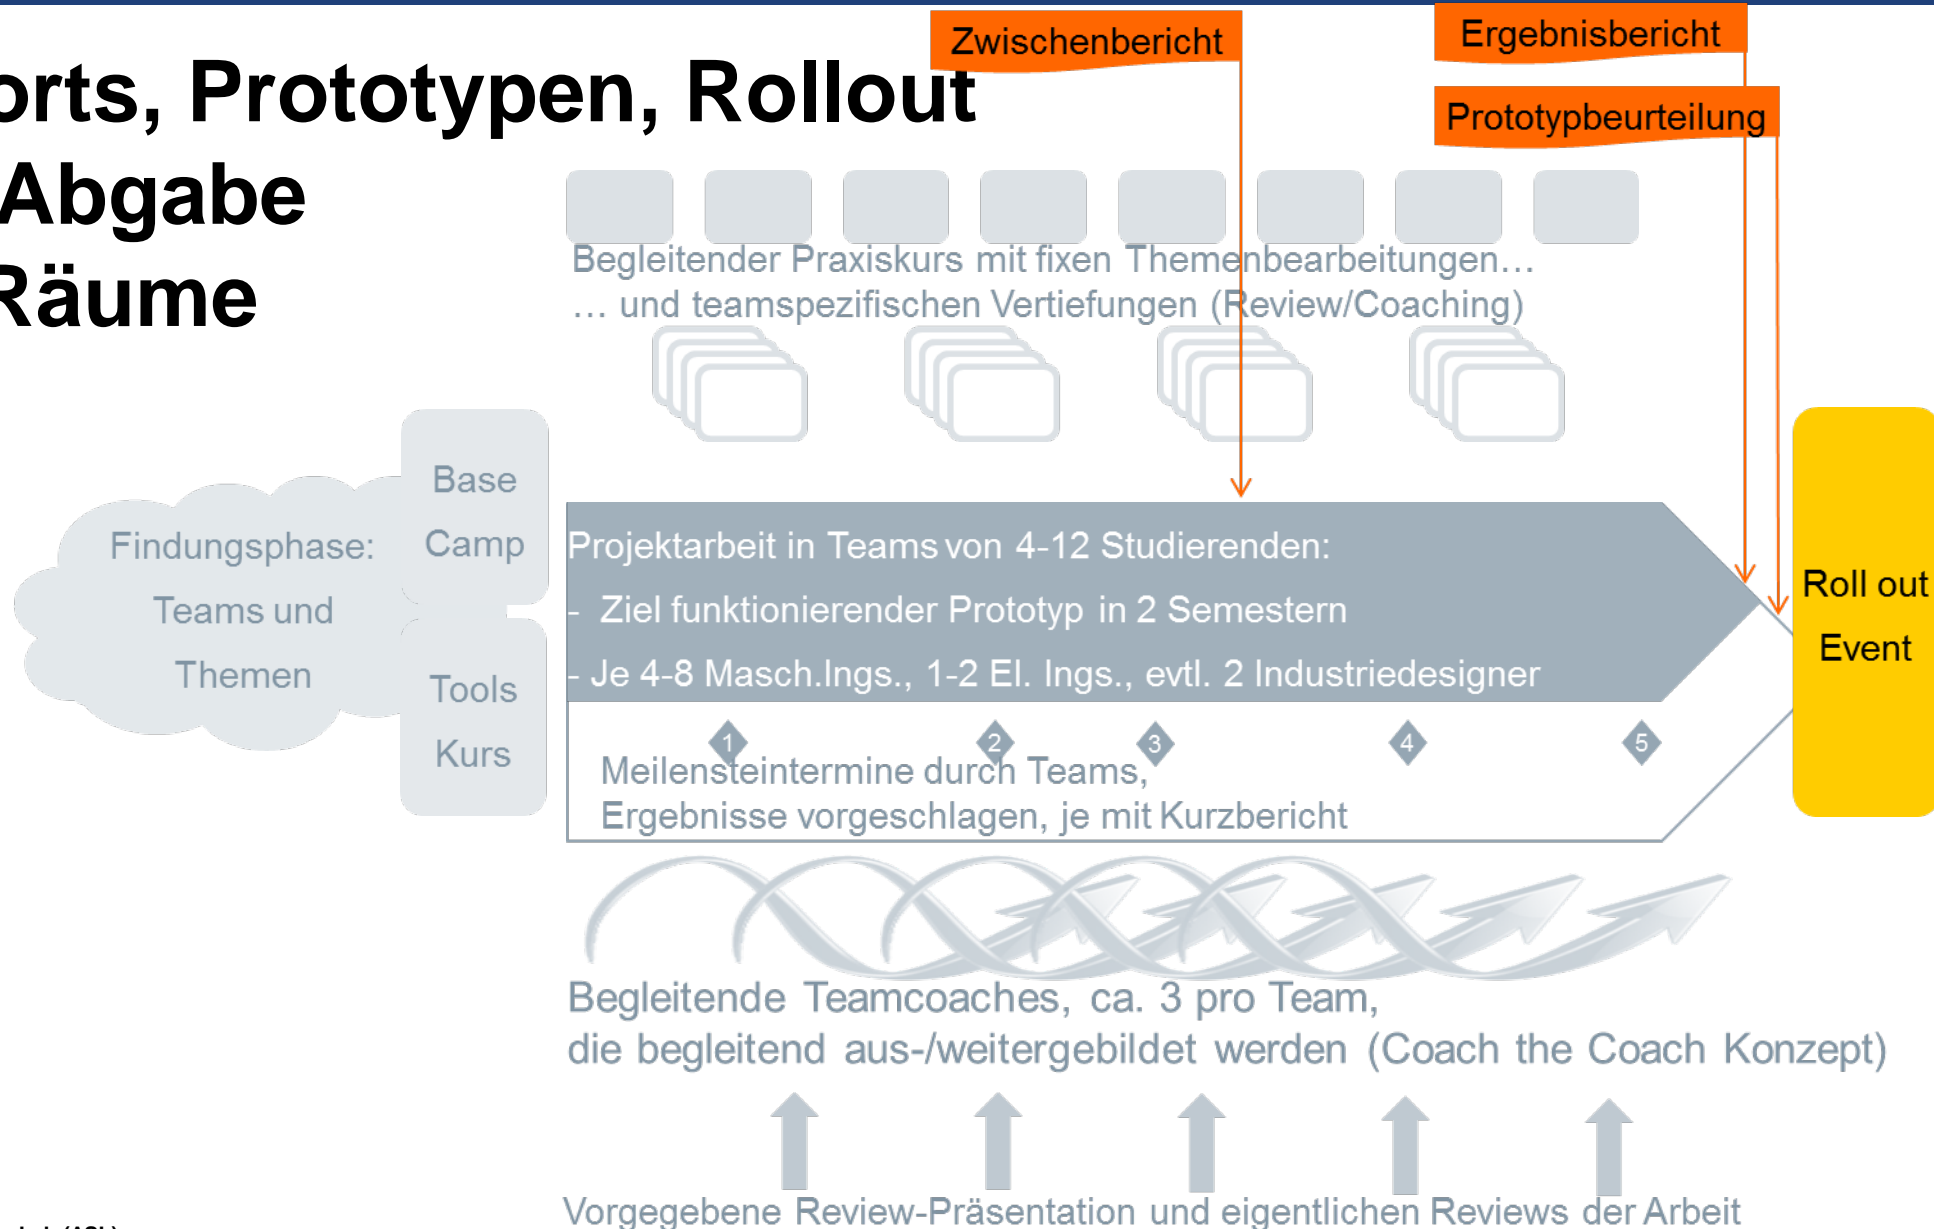 Zwischenbericht
Ergebnisbericht
Prototypbeurteilung
orts, Prototypen, Rollout
Abgabe
Räume
Begleitender Praxiskurs mit fixen Themenbearbeitungen…
… und teamspezifischen Vertiefungen (Review/Coaching)
Findungsphase:
Teams und
Themen
Base
Camp
Tools
Kurs
Projektarbeit in Teams von 4-12 Studierenden:
- Ziel funktionierender Prototyp in 2 Semestern
- Je 4-8 Masch.Ings., 1-2 El. Ings., evtl. 2 Industriedesigner
1 2 3 4 5
Meilensteintermine durch Teams,
Ergebnisse vorgeschlagen, je mit Kurzbericht
Roll out
Event
Begleitende Teamcoaches, ca. 3 pro Team,
die begleitend aus-/weitergebildet werden (Coach the Coach Konzept)
Vorgegebene Review-Präsentation und eigentlichen Reviews der Arbeit